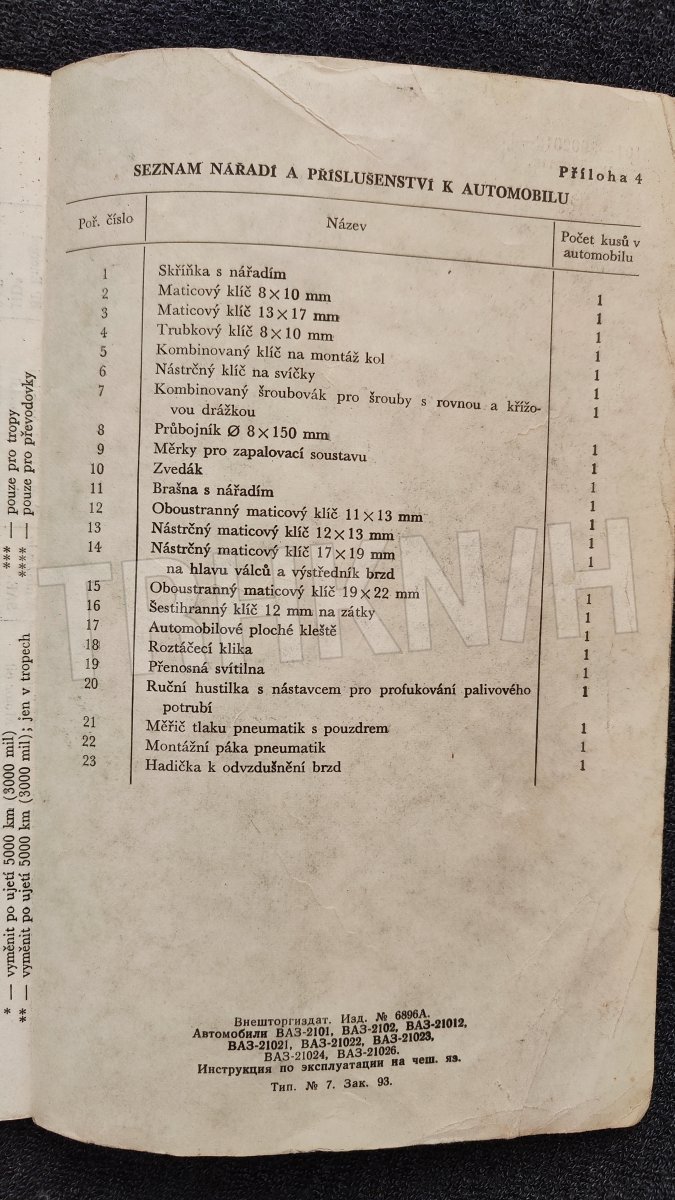 Příloha 4
SEZNAM NÁŘADÍ A PŘÍSLUŠENSTVÍ K AUTOMOBILU
Poř. číslo Název Počet kusů v automobilu
1 Skříňka s nářadím 1
2 Maticový klíč 8×10 mm 1
3 Maticový klíč 13×17 mm 1
4 Trubkový klíč 8×10 mm 1
5 Kombinovaný klíč na montáž kol 1
6 Nástrčný klíč na svíčky 1
7 Kombinovaný šroubovák pro šrouby s rovnou a křížo-
vou drážkou 1
8 Průbojník Ø 8×150 mm 1
9 Měrky pro zapalovací soustavu 1
10 Zvedák 1
11 Brašna s nářadím 1
12 Oboustranný maticový klíč 11×13 mm 1
13 Nástrčný maticový klíč 12×13 mm 1
14 Nástrčný maticový klíč 17×19 mm
na hlavu válců a výstředník brzd 1
15 Oboustranný maticový klíč 19×22 mm 1
16 Šestihranný klíč 12 mm na zátky 1
17 Automobilové ploché kleště 1
18 Roztáčecí klika 1
19 Přenosná svítilna 1
20 Ruční hustilka s nástavcem pro profukování palivového
potrubí 1
21 Měřič tlaku pneumatik s pouzdrem 1
22 Montážní páka pneumatik 1
23 Hadička k odvzdušnění brzd 1
Внешторгиздат. Изд. № 6896А.
Автомобили ВАЗ-2101, ВАЗ-2102, ВАЗ-21012,
ВАЗ-21021, ВАЗ-21022, ВАЗ-21023,
ВАЗ-21024, ВАЗ-21026.
Инструкция по эксплуатации на чеш. яз.
Тип. № 7. Зак. 93.
* — vyměnit po ujetí 5000 km (3000 mil) *** — pouze pro tropy
** — vyměnit po ujetí 5000 km (3000 mil); jen v tropech **** — pouze pro převodovky